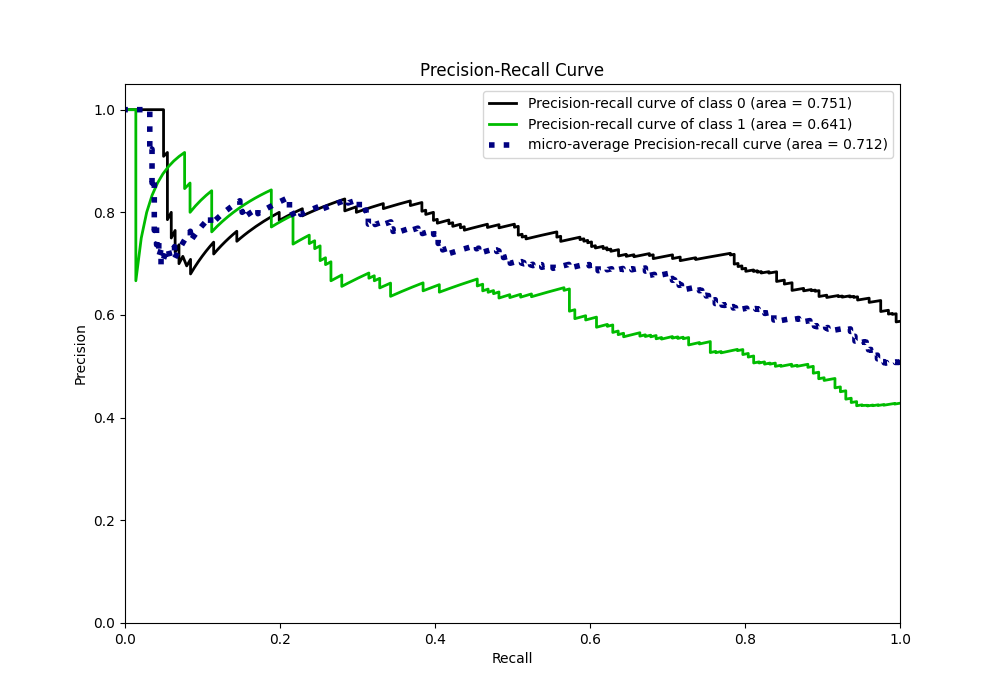 Precision-Recall Curve
Precision-recall curve of class 0 (area = 0.751)
Precision-recall curve of class 1 (area = 0.641)
micro-average Precision-recall curve (area = 0.712)
1.0
0.8
0.6
0.4
0.2
0.0
Precision
0.0 0.2 0.4 0.6 0.8 1.0
Recall